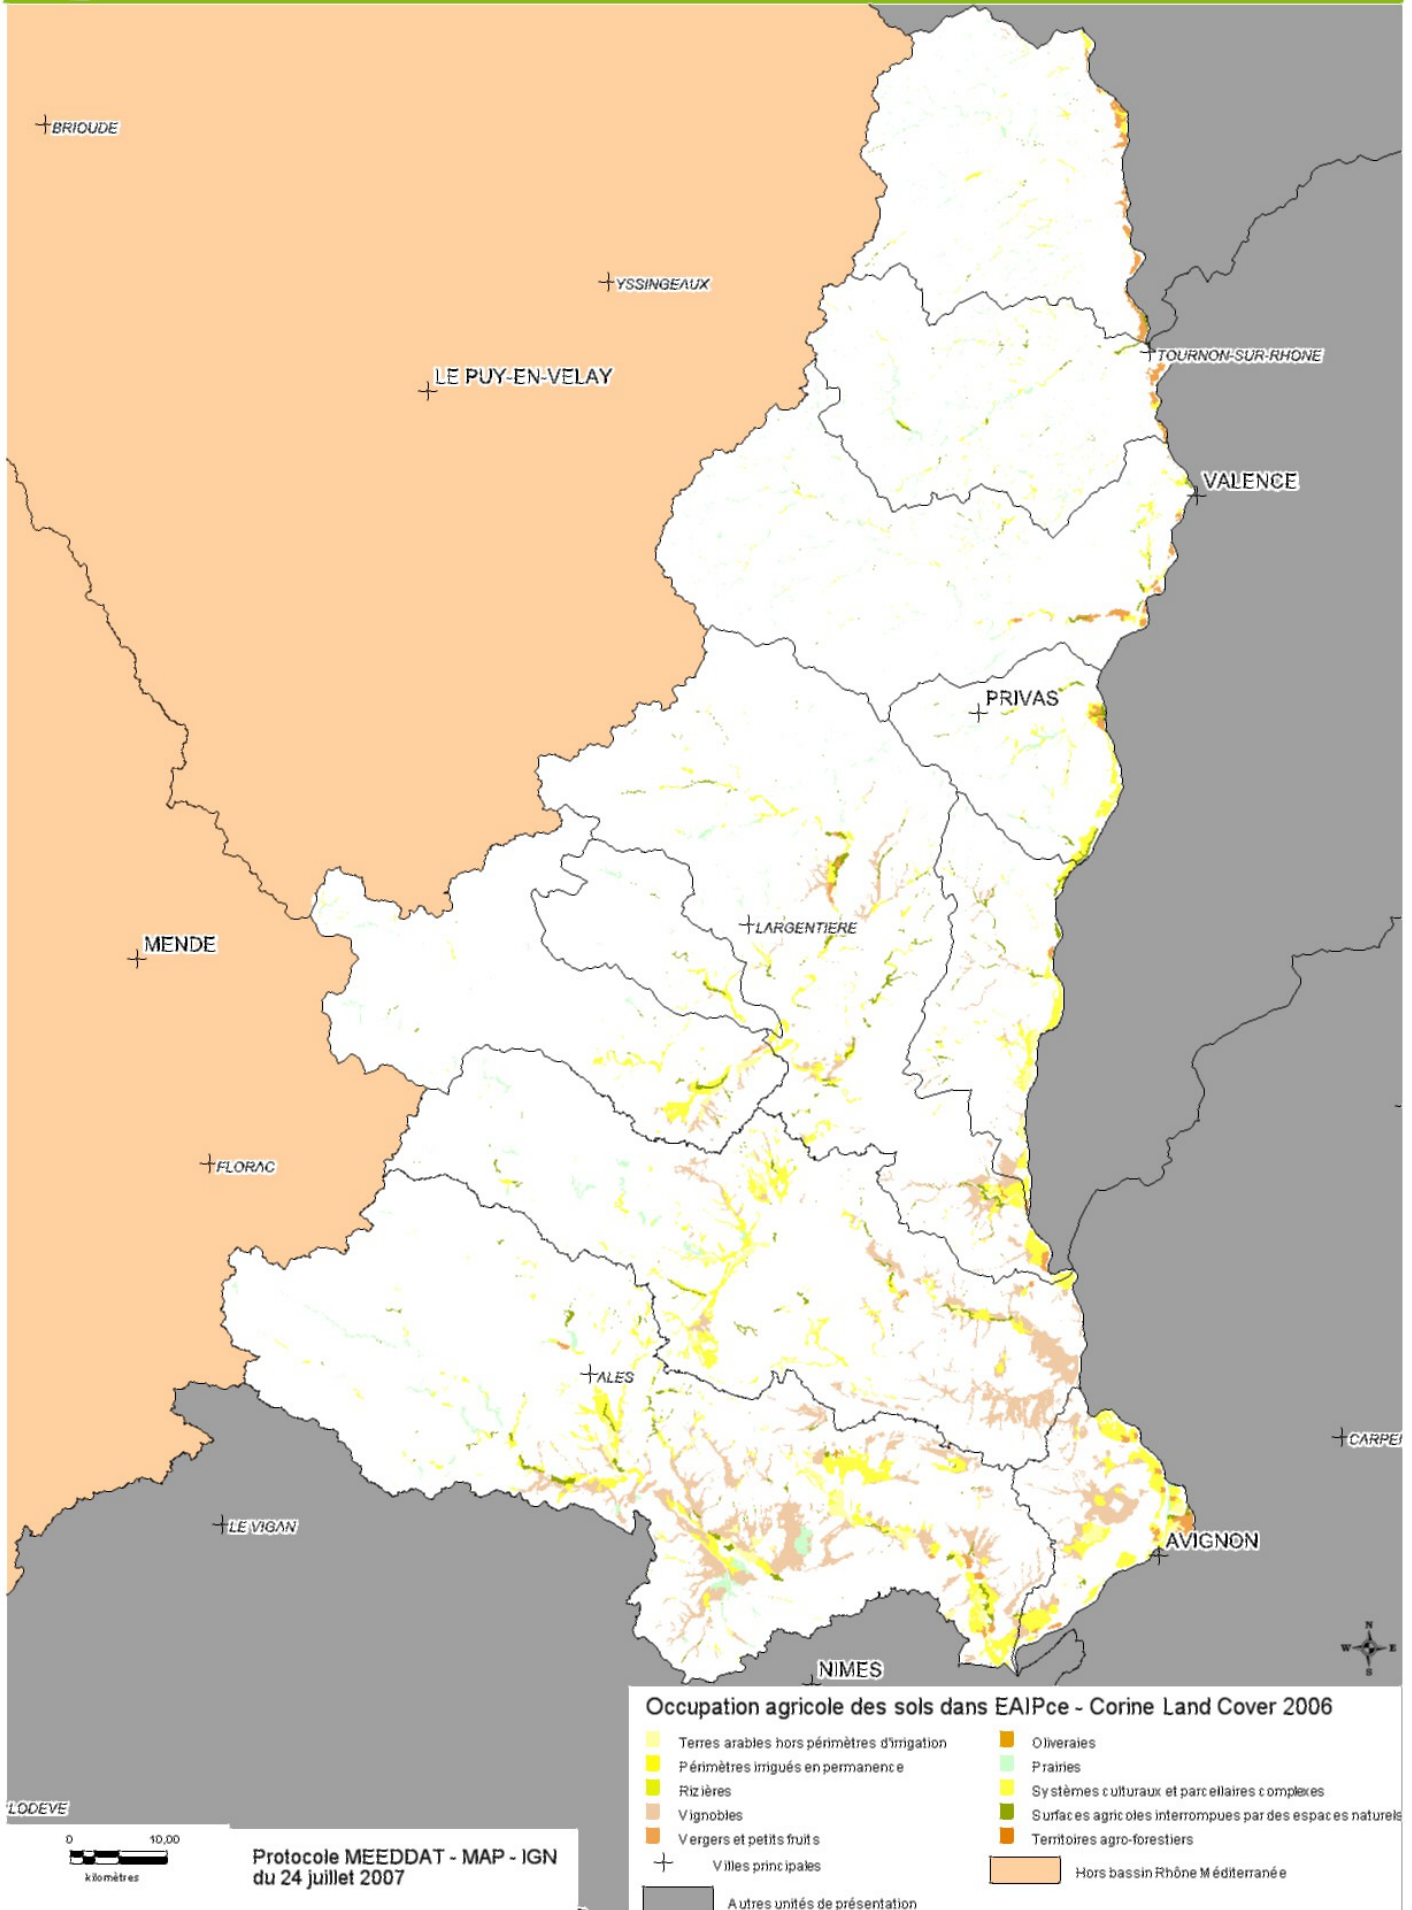 BRIOUDE
YSSINGEAUX
TOURNON-SUR-RHONE
LE PUY-EN-VELAY
VALENCE
PRIVAS
LARGENTIERE
MENDE
FLORAC
ALES
CARPE
LE VIGAN
AVIGNON
N
W E
S
NIMES
Occupation agricole des sols dans EAIPce - Corine Land Cover 2006
Terres arables hors périmètres d'irrigation
Périmètres irrigués en permanence
Rizières
Vignobles
Vergers et petits fruits
Villes principales
Autres unités de présentation
Oliveraies
Prairies
Systèmes culturaux et parcellaires complexes
Surfaces agricoles interrompues par des espaces naturels
Territoires agro-forestiers
Hors bassin Rhône Méditerranée
LODEVE
0 10,00
kilomètres
Protocole MEEDDAT - MAP - IGN
du 24 juillet 2007